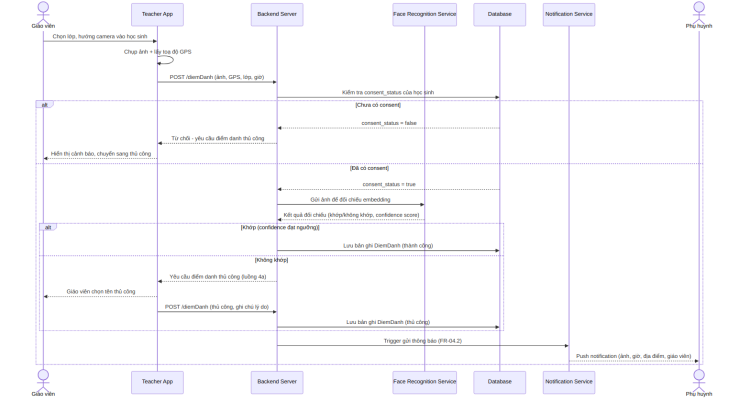 Giáo viên
Teacher App
Backend Server
Face Recognition Service
Database
Notification Service
Phụ huynh
Chọn lớp, hướng camera vào học sinh
Chụp ảnh + lấy toạ độ GPS
POST /diemDanh (ảnh, GPS, lớp, giờ)
Kiểm tra consent_status của học sinh
alt
[Chưa có consent]
consent_status = false
Từ chối - yêu cầu điểm danh thủ công
Hiển thị cảnh báo, chuyển sang thủ công
[Đã có consent]
consent_status = true
Gửi ảnh để đối chiếu embedding
Kết quả đối chiếu (khớp/không khớp, confidence score)
alt
[Khớp (confidence đạt ngưỡng)]
Lưu bản ghi DiemDanh (thành công)
[Không khớp]
Yêu cầu điểm danh thủ công (luồng 4a)
Giáo viên chọn tên thủ công
POST /diemDanh (thủ công, ghi chú lý do)
Lưu bản ghi DiemDanh (thủ công)
Trigger gửi thông báo (FR-04.2)
Push notification (ảnh, giờ, địa điểm, giáo viên)
Giáo viên
Teacher App
Backend Server
Face Recognition Service
Database
Notification Service
Phụ huynh